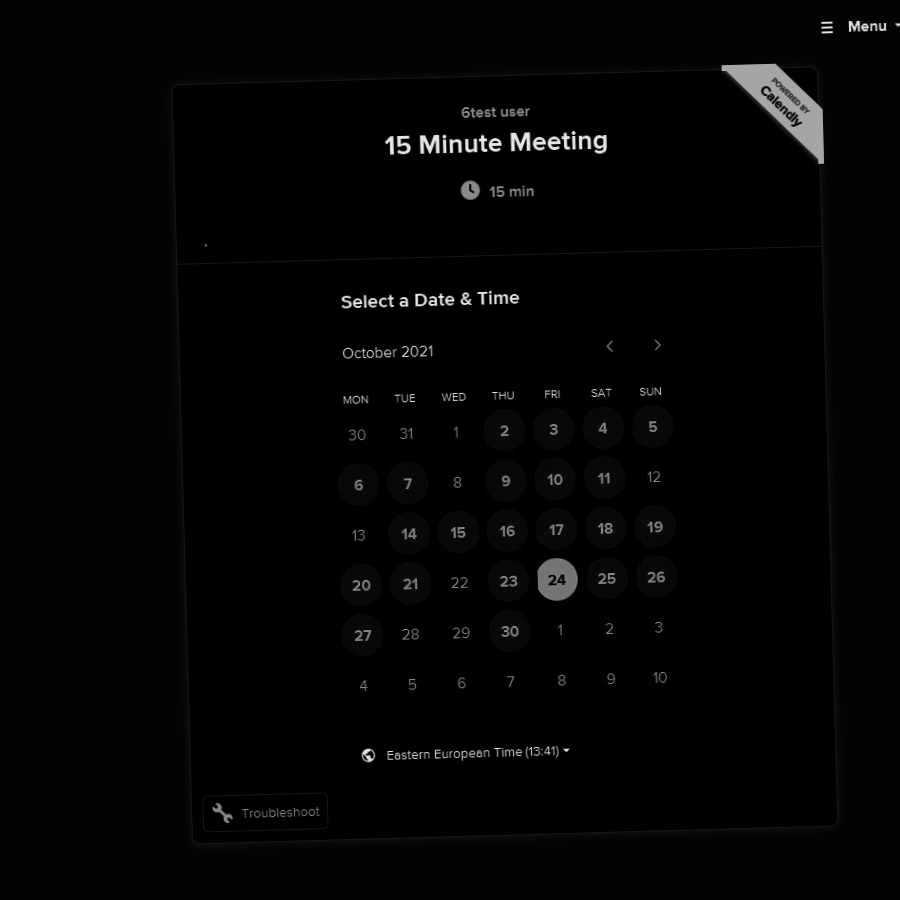 Menu
POWERED BY
Calendly
6test user
15 Minute Meeting
15 min
Select a Date & Time
October 2021
MON TUE WED THU FRI SAT SUN
30 31 1 2 3 4 5
6 7 8 9 10 11 12
13 14 15 16 17 18 19
20 21 22 23 24 25 26
27 28 29 30 1 2 3
4 5 6 7 8 9 10
Eastern European Time (13:41)
Troubleshoot